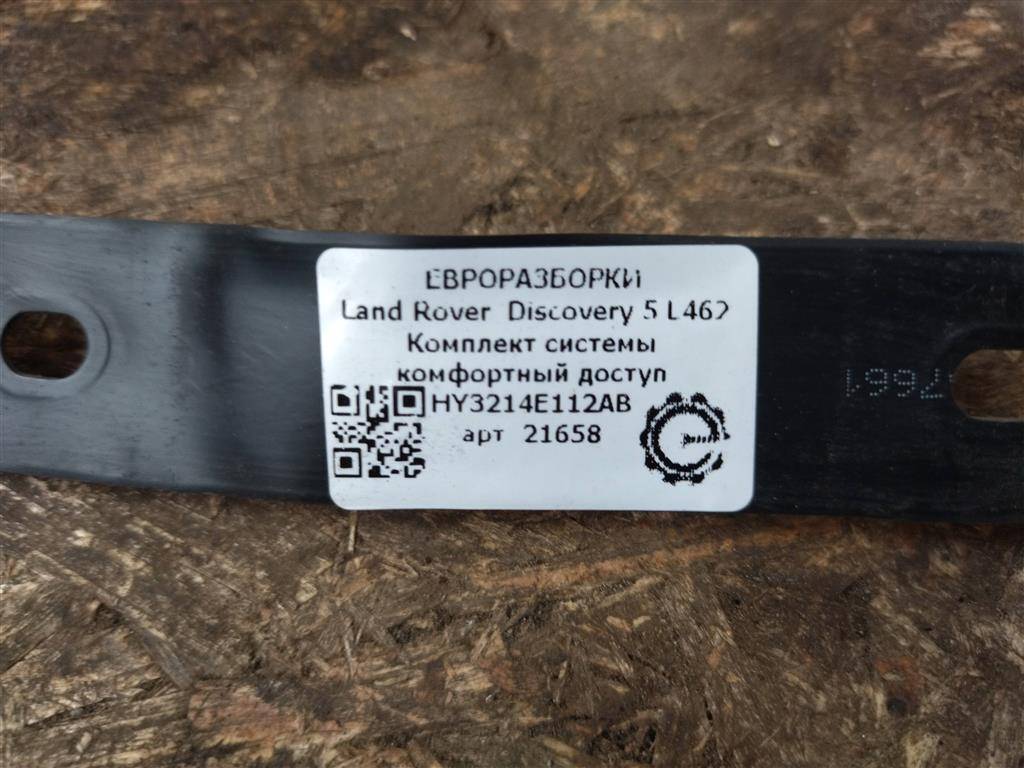 ЕВРОРАЗБОРКИ
Land Rover Discovery 5 L462
Комплект системы
комфортный доступ
HY3214E112AB
арт 21658